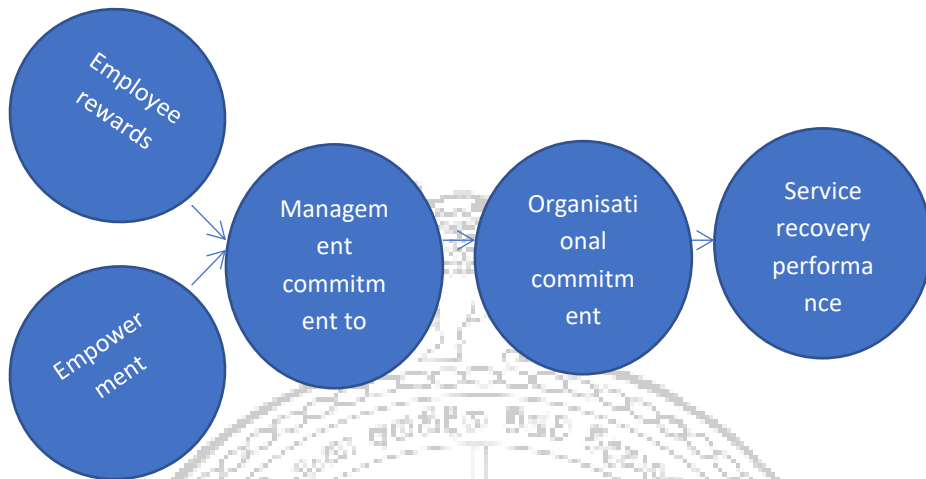 Employee
rewards
Empower
ment
Managem
ent
commitm
ent to
Organisati
onal
commitm
ent
Service
recovery
performa
nce